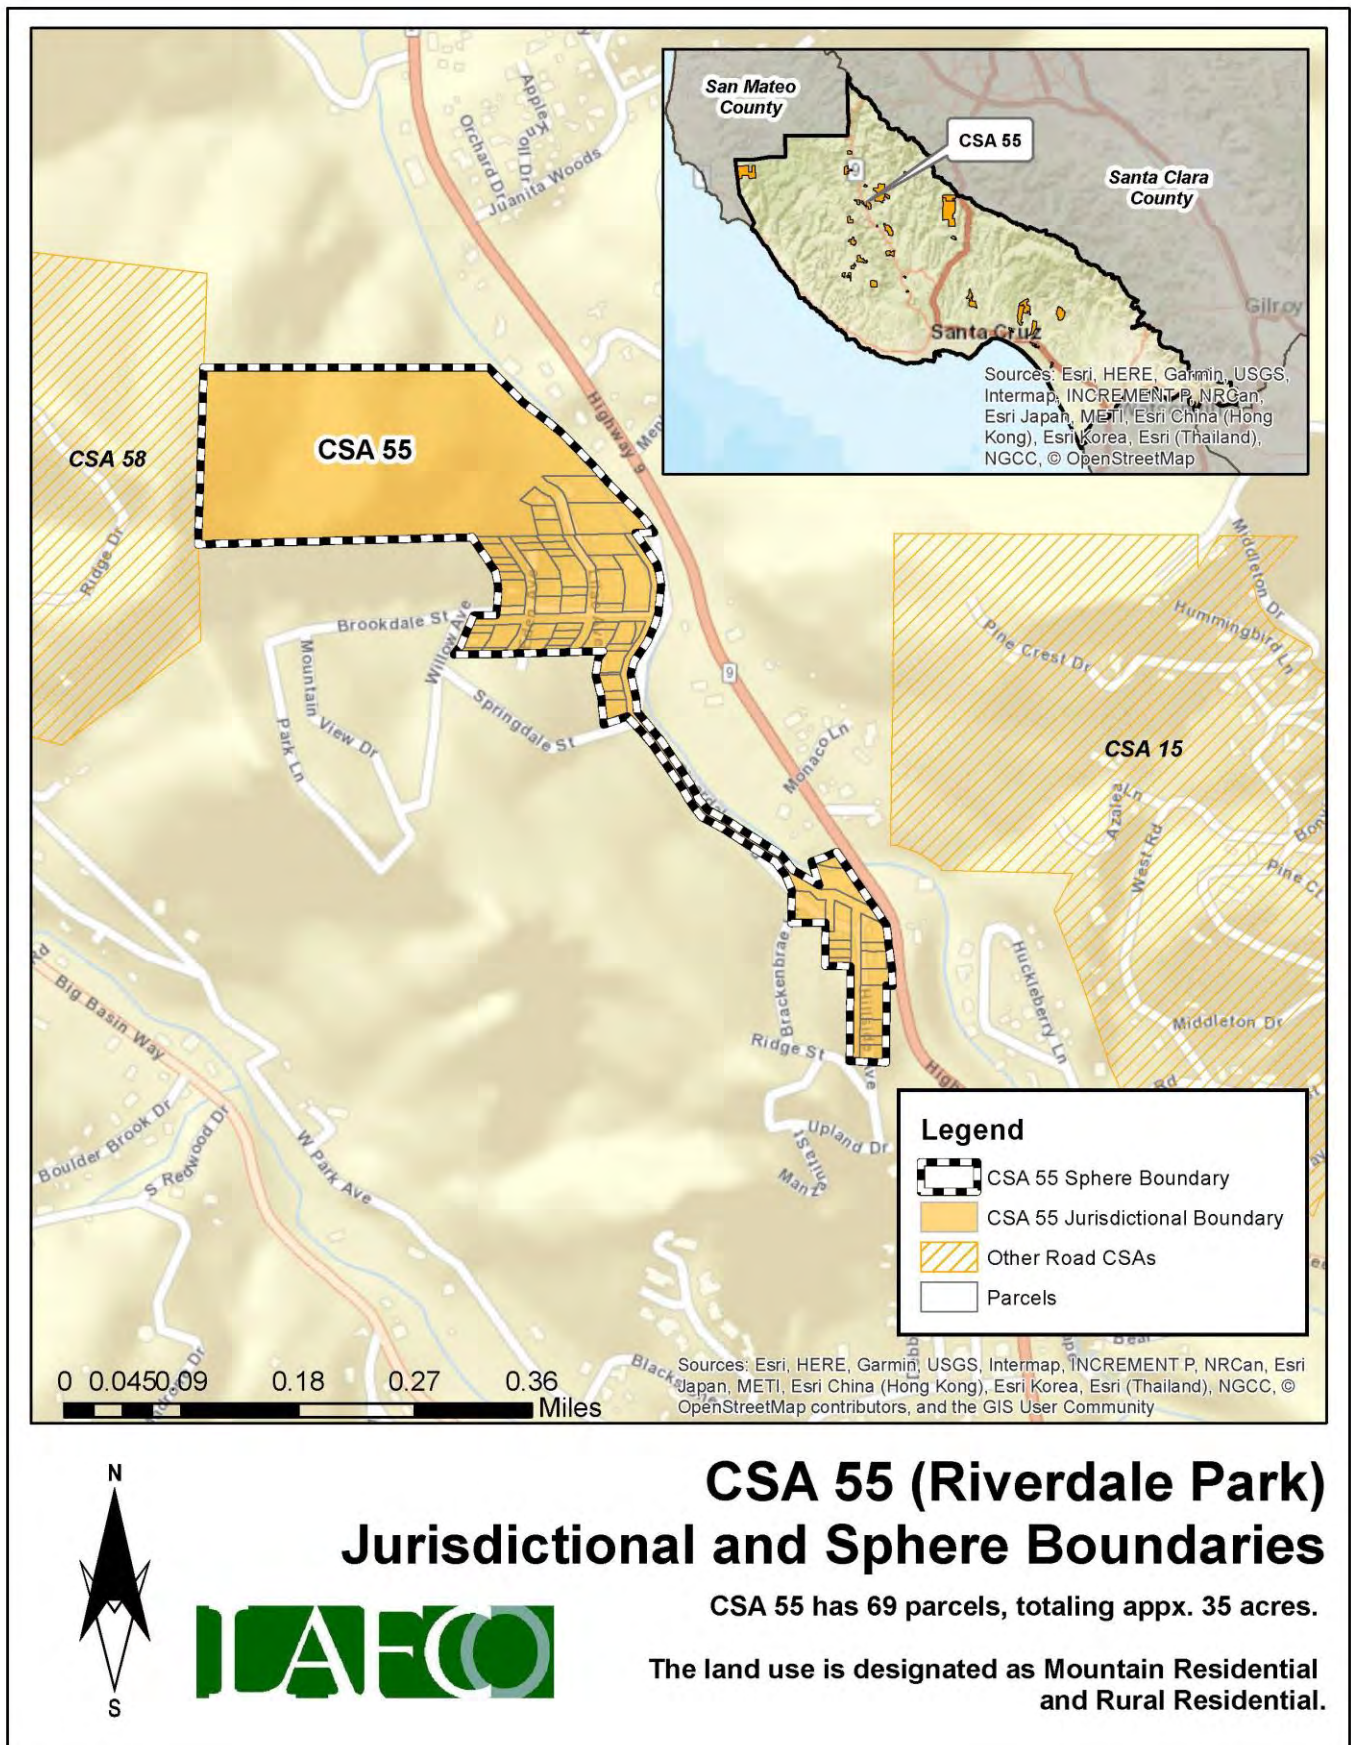 Apple
Knoll Dr
Orchard Dr
Juanita Woods
San Mateo
County
CSA 55
9
Santa Clara
County
Gilroy
Santa Cruz
Sources: Esri, HERE, Garmin, USGS,
Intermap, INCREMENT P, NRCan,
Esri Japan, METI, Esri China (Hong
Kong), Esri Korea, Esri (Thailand),
NGCC, © OpenStreetMap
Highway 9
CSA 55
CSA 58
Ridge Dr
Brookdale St
Willow Ave
Mountain
View Dr
Park Ln
Springdale St
9
Monaco Ln
Middleton Dr
Hummingbird Ln
Pine Crest Dr
CSA 15
Azalea Ln
West Rd
Pine
Brackenbrae
Huckleberry Ln
Middleton Dr
Ridge St
Ave
Rd
Rd
Big Basin Way
Boulder Brook Dr
S Redwood Dr
W Park Ave
Upland Dr
Legend
CSA 55 Sphere Boundary
CSA 55 Jurisdictional Boundary
Other Road CSAs
Parcels
0 0.045 0.09 0.18 0.27 0.36
Miles
Sources: Esri, HERE, Garmin, USGS, Intermap, INCREMENT P, NRCan, Esri
Japan, METI, Esri China (Hong Kong), Esri Korea, Esri (Thailand), NGCC, ©
OpenStreetMap contributors, and the GIS User Community
N
S
LAFCO
CSA 55 (Riverdale Park)
Jurisdictional and Sphere Boundaries
CSA 55 has 69 parcels, totaling appx. 35 acres.
The land use is designated as Mountain Residential
and Rural Residential.